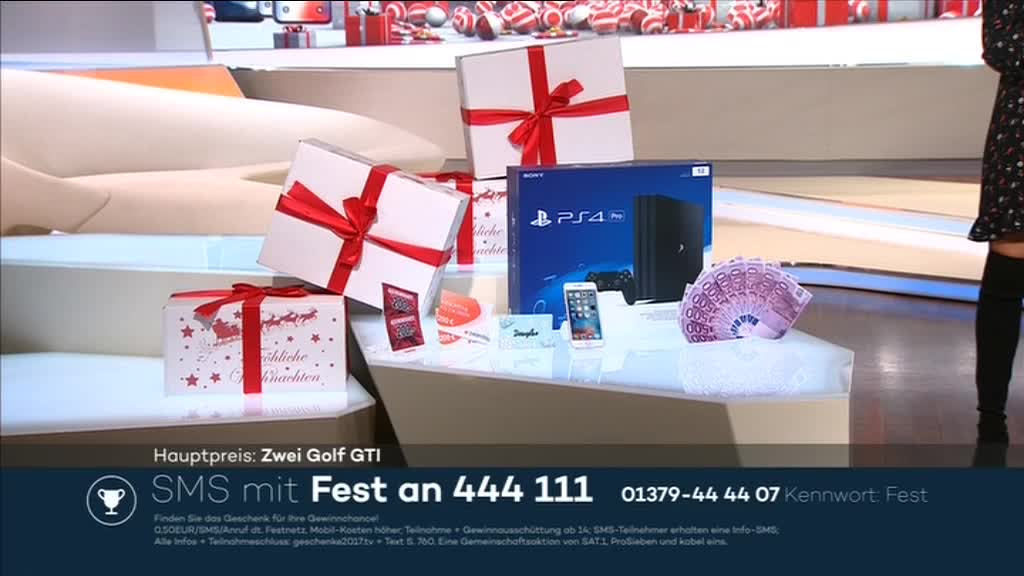 SONY
12
PS4 Pro
Fröhliche
Fröhliche
Weihnachten
Douglas
Hauptpreis: Zwei Golf GTI
SMS mit Fest an 444 111 01379-44 44 07 Kennwort: Fest
Finden Sie das Geschenk für Ihre Gewinnchance!
0,50EUR/SMS/Anruf dt. Festnetz, Mobil-Kosten höher; Teilnahme + Gewinnausschüttung ab 14; SMS-Teilnehmer erhalten eine Info-SMS;
Alle Infos + Teilnahmeschluss: geschenke2017.tv + Text S. 760. Eine Gemeinschaftsaktion von SAT.1, ProSieben und kabel eins.